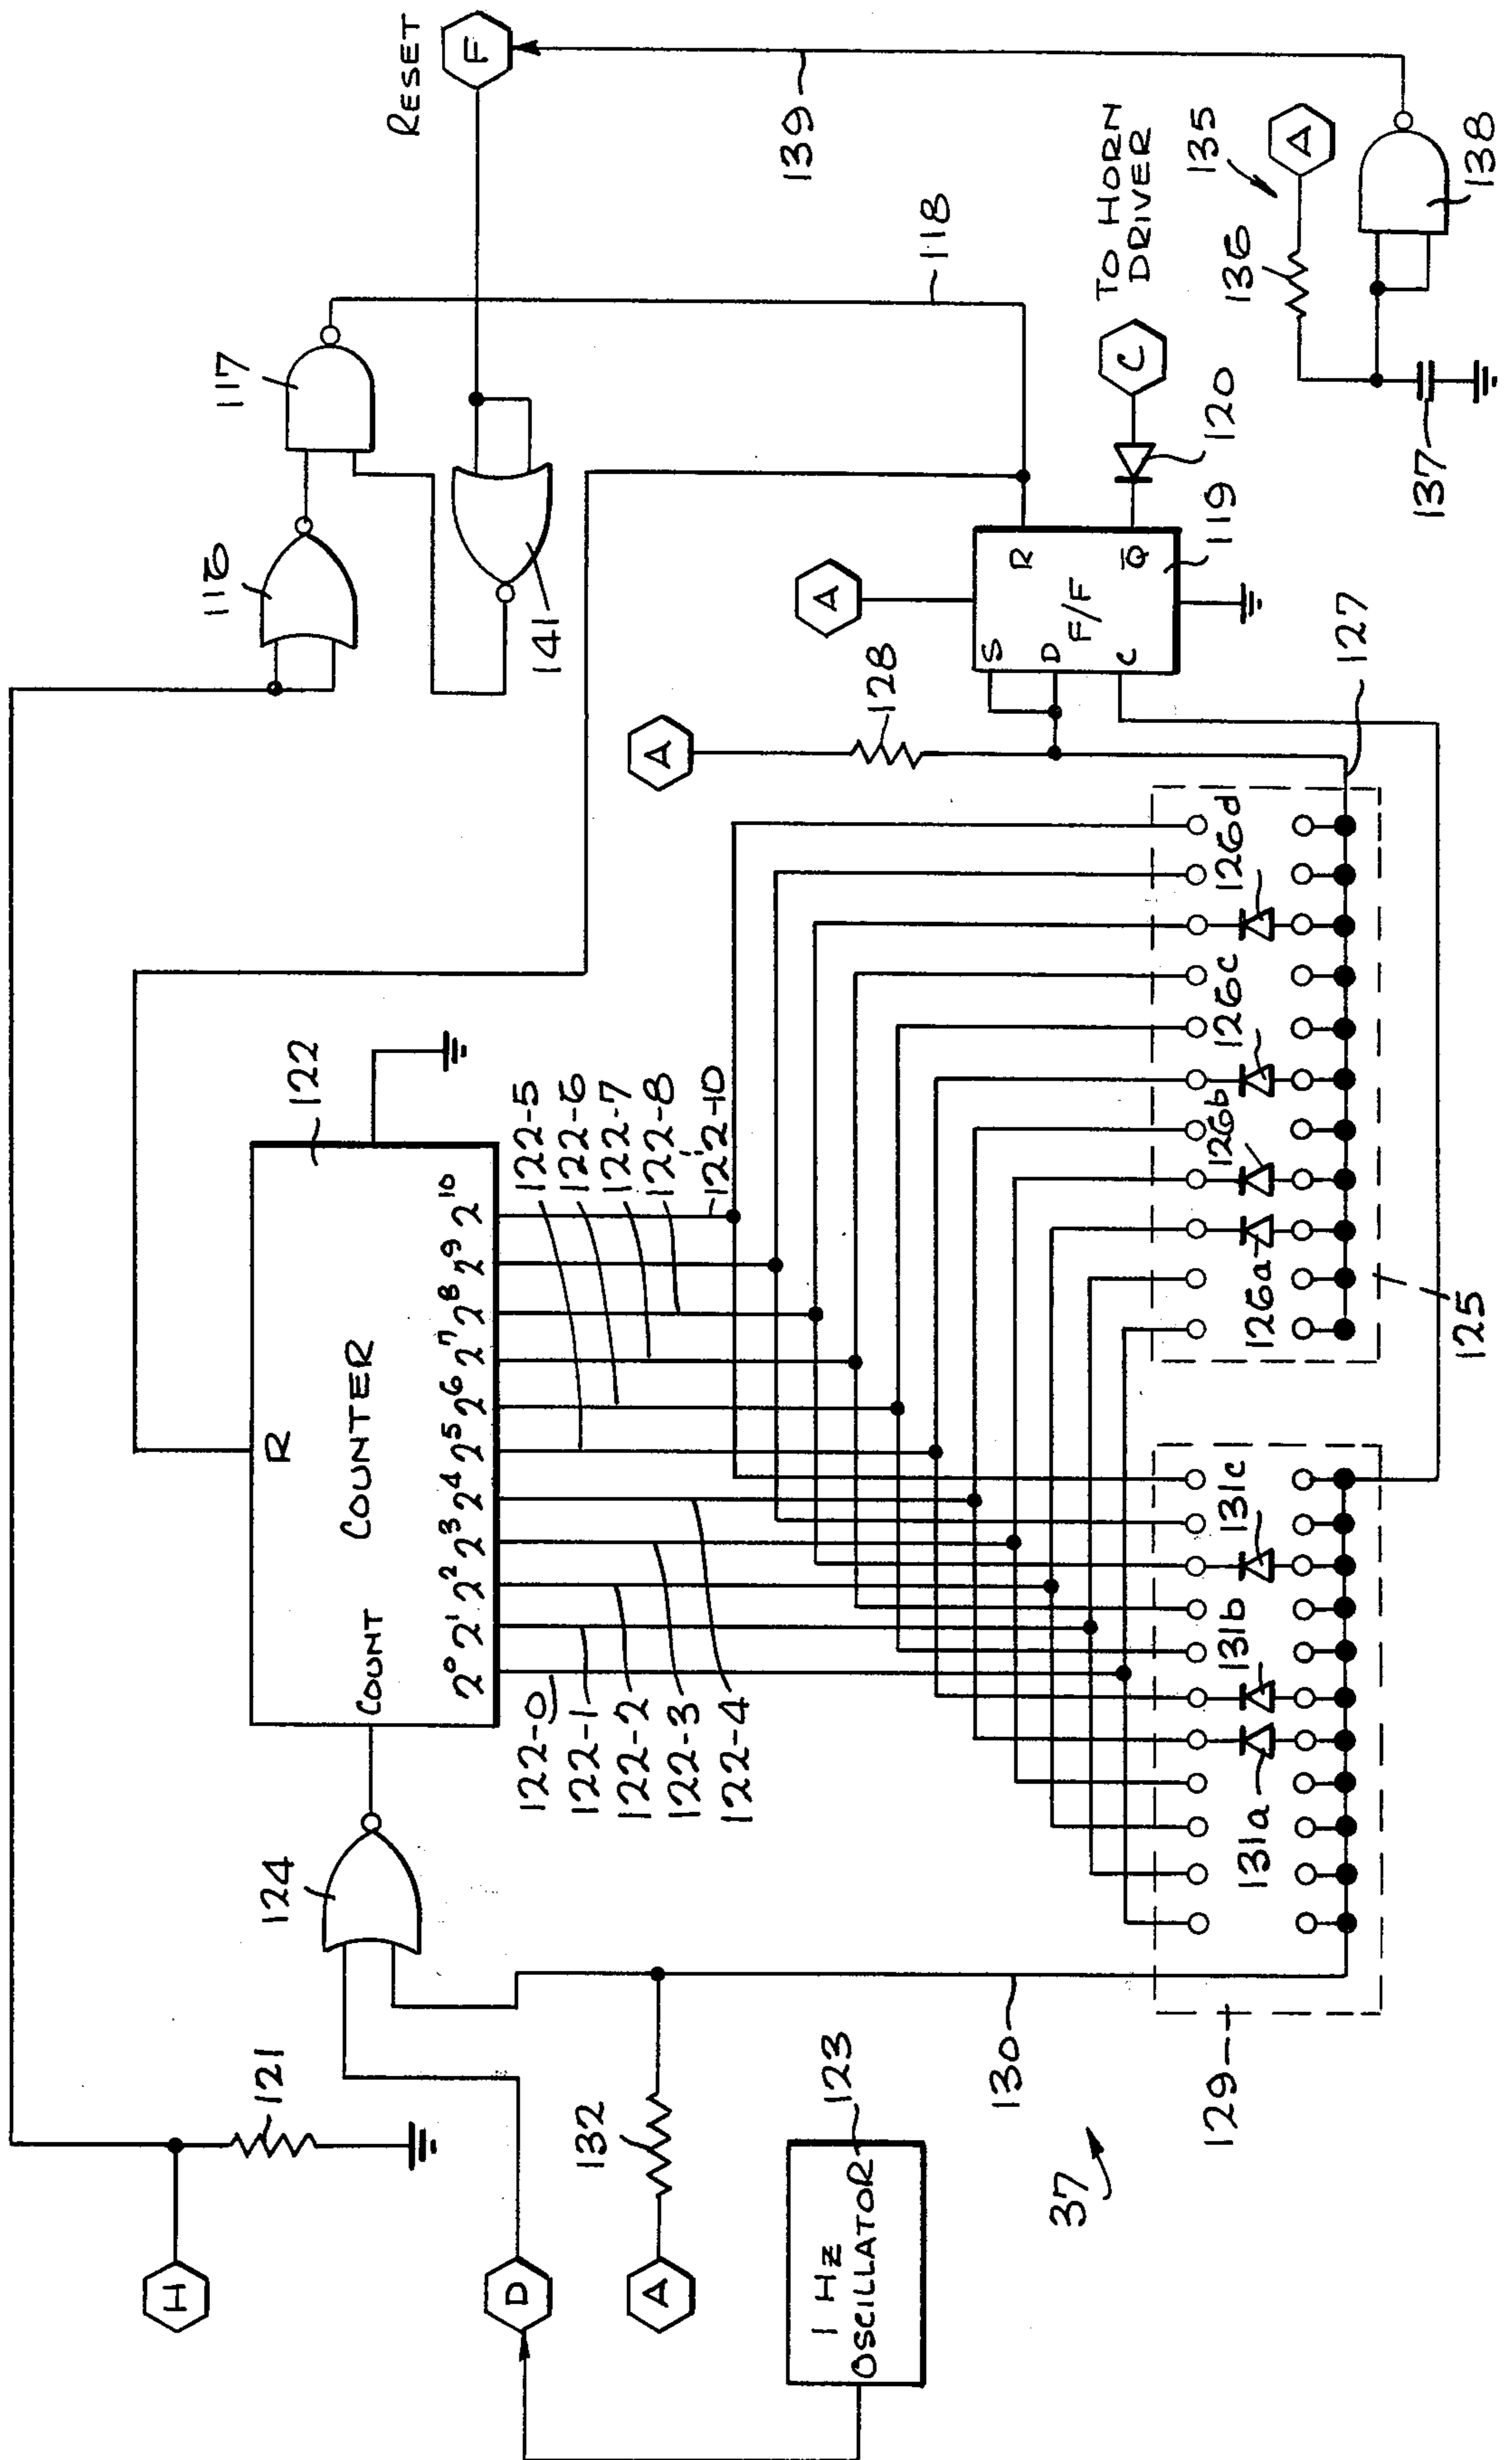 H
121
116
117
RESET
F
139
124
COUNT
COUNTER
R
122
2⁰ 2¹ 2² 2³ 2⁴ 2⁵ 2⁶ 2⁷ 2⁸ 2⁹ 2¹⁰
141
118
D
122-0
122-1
122-2
122-3
122-4
122-5
122-6
122-7
122-8
122-10
A
132
A
128
A
S
D
C
F/F
R
Q̅
119
120
C
TO HORN
DRIVER
1 Hz
OSCILLATOR
123
130
37
129
131a
131b
131c
125
126a
126b
126c
126d
127
135
136
A
137
138